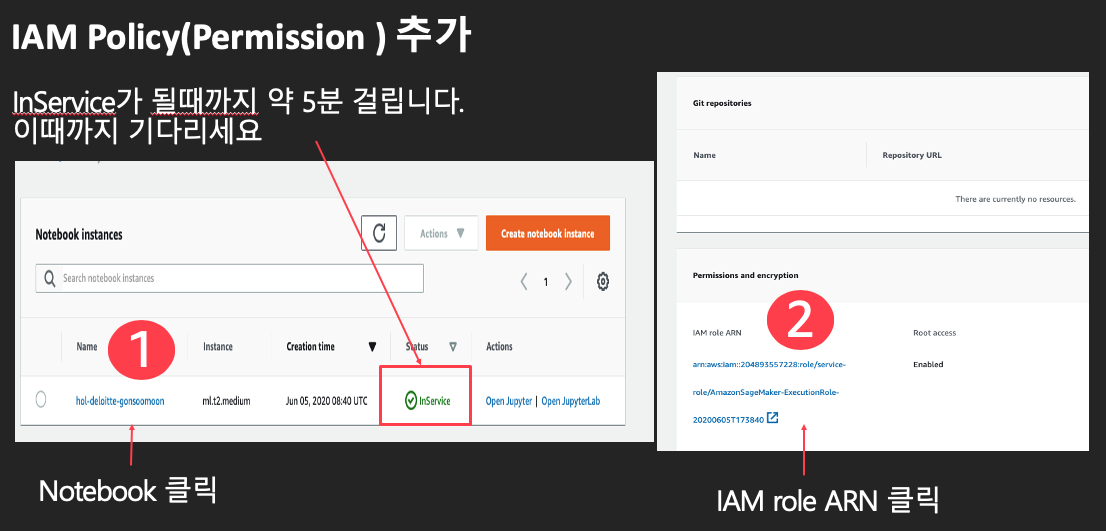 IAM Policy(Permission ) 추가
InService가 될때까지 약 5분 걸립니다.
이때까지 기다리세요
Notebook instances
Actions
Create notebook instance
Search notebook instances
1
Name
1
Instance
Creation time
Status
Actions
hol-deloitte-gonsoomoon
ml.t2.medium
Jun 05, 2020 08:40 UTC
InService
Open Jupyter | Open JupyterLab
Notebook 클릭
Git repositories
Name
Repository URL
There are currently no resources.
Permissions and encryption
2
IAM role ARN
Root access
arn:aws:iam::204893557228:role/service-
role/AmazonSageMaker-ExecutionRole-
20200605T173840
Enabled
IAM role ARN 클릭